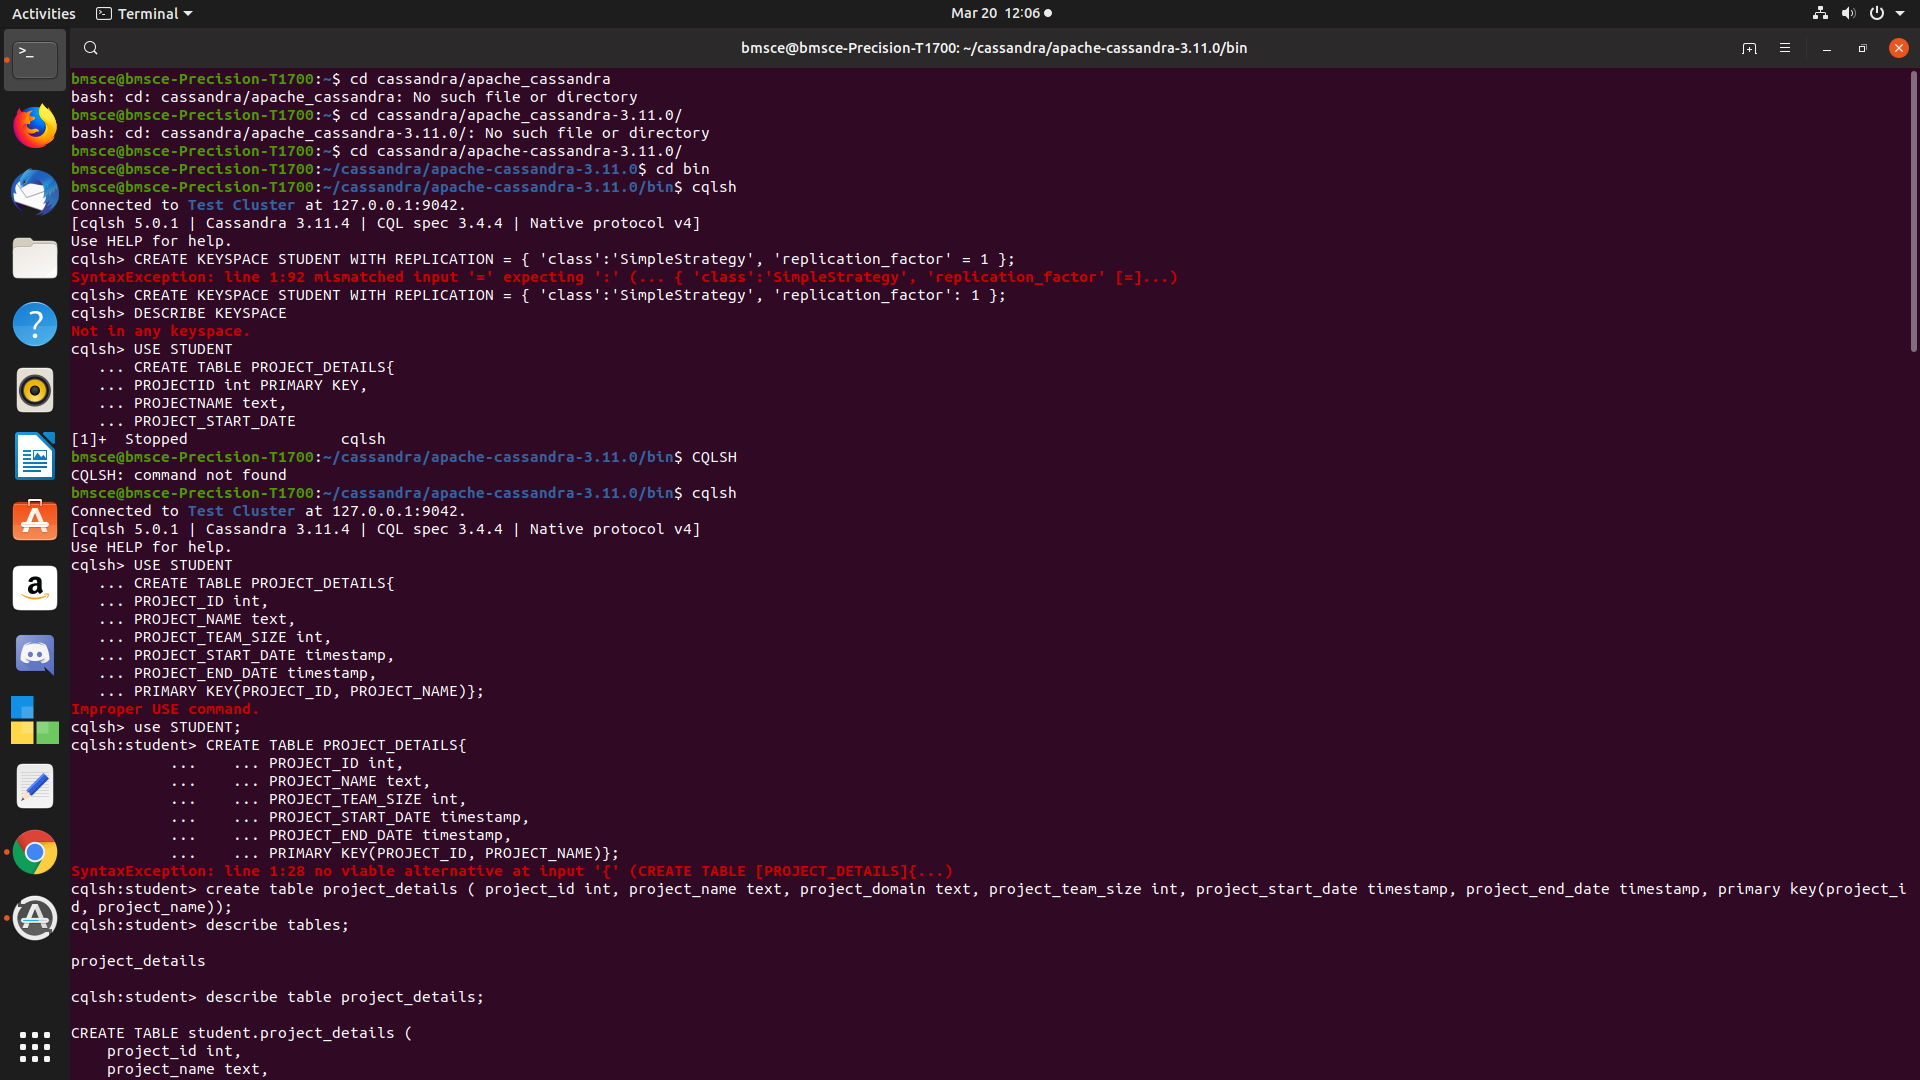 Activities
Terminal
Mar 20 12:06
bmsce@bmsce-Precision-T1700: ~/cassandra/apache-cassandra-3.11.0/bin
bmsce@bmsce-Precision-T1700:~$ cd cassandra/apache_cassandra
bash: cd: cassandra/apache_cassandra: No such file or directory
bmsce@bmsce-Precision-T1700:~$ cd cassandra/apache_cassandra-3.11.0/
bash: cd: cassandra/apache_cassandra-3.11.0/: No such file or directory
bmsce@bmsce-Precision-T1700:~$ cd cassandra/apache-cassandra-3.11.0/
bmsce@bmsce-Precision-T1700:~/cassandra/apache-cassandra-3.11.0$ cd bin
bmsce@bmsce-Precision-T1700:~/cassandra/apache-cassandra-3.11.0/bin$ cqlsh
Connected to Test Cluster at 127.0.0.1:9042.
[cqlsh 5.0.1 | Cassandra 3.11.4 | CQL spec 3.4.4 | Native protocol v4]
Use HELP for help.
cqlsh> CREATE KEYSPACE STUDENT WITH REPLICATION = { 'class':'SimpleStrategy', 'replication_factor' = 1 };
SyntaxException: line 1:92 mismatched input '=' expecting ':' (... { 'class':'SimpleStrategy', 'replication_factor' [=]...)
cqlsh> CREATE KEYSPACE STUDENT WITH REPLICATION = { 'class':'SimpleStrategy', 'replication_factor': 1 };
cqlsh> DESCRIBE KEYSPACE
Not in any keyspace.
cqlsh> USE STUDENT
   ... CREATE TABLE PROJECT_DETAILS{
   ... PROJECTID int PRIMARY KEY,
   ... PROJECTNAME text,
   ... PROJECT_START_DATE
[1]+  Stopped                 cqlsh
bmsce@bmsce-Precision-T1700:~/cassandra/apache-cassandra-3.11.0/bin$ CQLSH
CQLSH: command not found
bmsce@bmsce-Precision-T1700:~/cassandra/apache-cassandra-3.11.0/bin$ cqlsh
Connected to Test Cluster at 127.0.0.1:9042.
[cqlsh 5.0.1 | Cassandra 3.11.4 | CQL spec 3.4.4 | Native protocol v4]
Use HELP for help.
cqlsh> USE STUDENT
   ... CREATE TABLE PROJECT_DETAILS{
   ... PROJECT_ID int,
   ... PROJECT_NAME text,
   ... PROJECT_TEAM_SIZE int,
   ... PROJECT_START_DATE timestamp,
   ... PROJECT_END_DATE timestamp,
   ... PRIMARY KEY(PROJECT_ID, PROJECT_NAME)};
Improper USE command.
cqlsh> use STUDENT;
cqlsh:student> CREATE TABLE PROJECT_DETAILS{
           ...    ... PROJECT_ID int,
           ...    ... PROJECT_NAME text,
           ...    ... PROJECT_TEAM_SIZE int,
           ...    ... PROJECT_START_DATE timestamp,
           ...    ... PROJECT_END_DATE timestamp,
           ...    ... PRIMARY KEY(PROJECT_ID, PROJECT_NAME)};
SyntaxException: line 1:28 no viable alternative at input '{' (CREATE TABLE [PROJECT_DETAILS]{...)
cqlsh:student> create table project_details ( project_id int, project_name text, project_domain text, project_team_size int, project_start_date timestamp, project_end_date timestamp, primary key(project_i
d, project_name));
cqlsh:student> describe tables;
project_details
cqlsh:student> describe table project_details;
CREATE TABLE student.project_details (
    project_id int,
    project_name text,